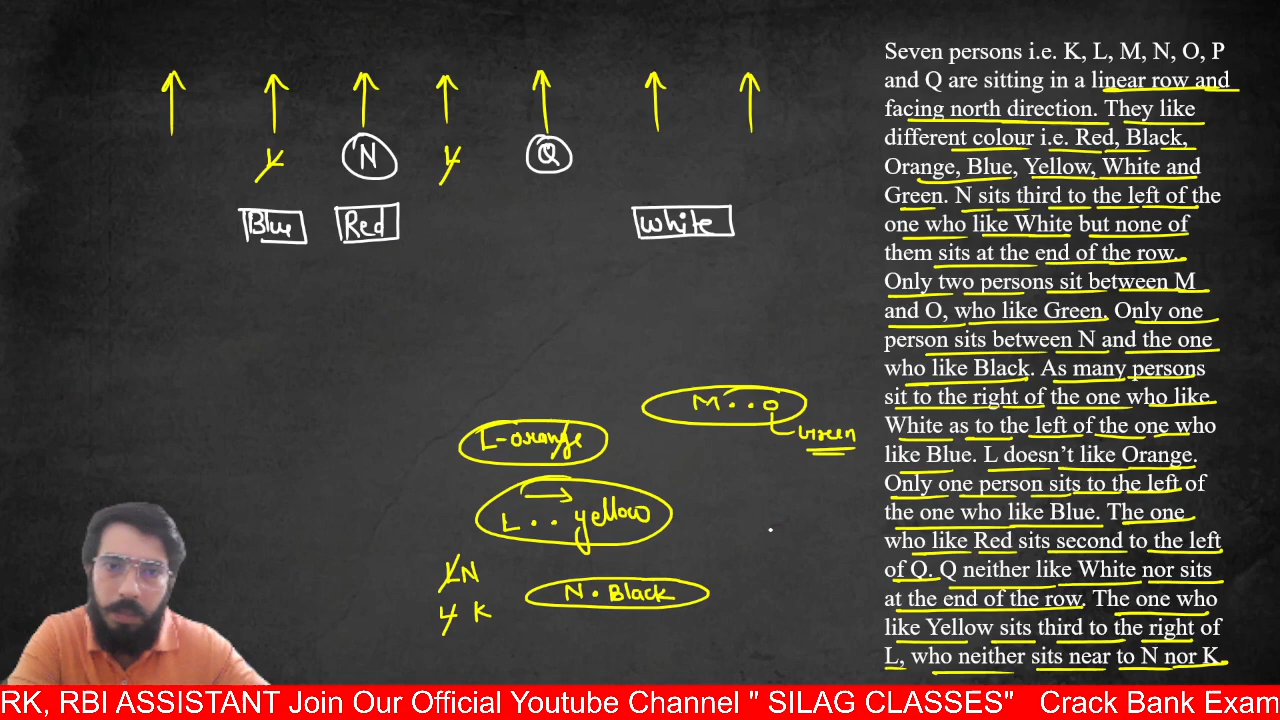 Seven persons i.e. K, L, M, N, O, P
and Q are sitting in a linear row and
facing north direction. They like
different colour i.e. Red, Black,
Orange, Blue, Yellow, White and
Green. N sits third to the left of the
one who like White but none of
them sits at the end of the row.
Only two persons sit between M
and O, who like Green. Only one
person sits between N and the one
who like Black. As many persons
sit to the right of the one who like
White as to the left of the one who
like Blue. L doesn't like Orange.
Only one person sits to the left of
the one who like Blue. The one
who like Red sits second to the left
of Q. Q neither like White nor sits
at the end of the row. The one who
like Yellow sits third to the right of
L, who neither sits near to N nor K.
L N L Q
Blue Red White
M . . O
Green
L - orange
L . . yellow
L N
L K
N . Black
RK, RBI ASSISTANT Join Our Official Youtube Channel " SILAG CLASSES" Crack Bank Exam